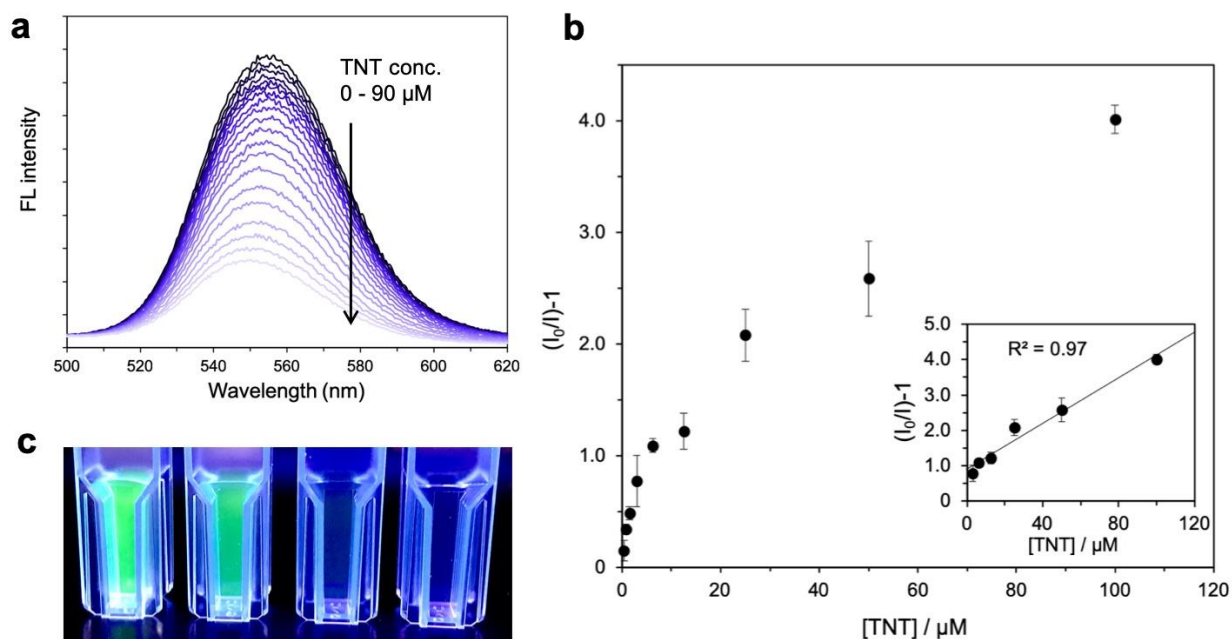 a
TNT conc.
0 - 90 µM
FL intensity
500 520 540 560 580 600 620
Wavelength (nm)
b
4.0
3.0
2.0
1.0
0
(I₀/I)-1
0 20 40 60 80 100 120
[TNT] / µM
R² = 0.97
5.0
4.0
3.0
2.0
1.0
0
(I₀/I)-1
0 40 80 120
[TNT] / µM
c